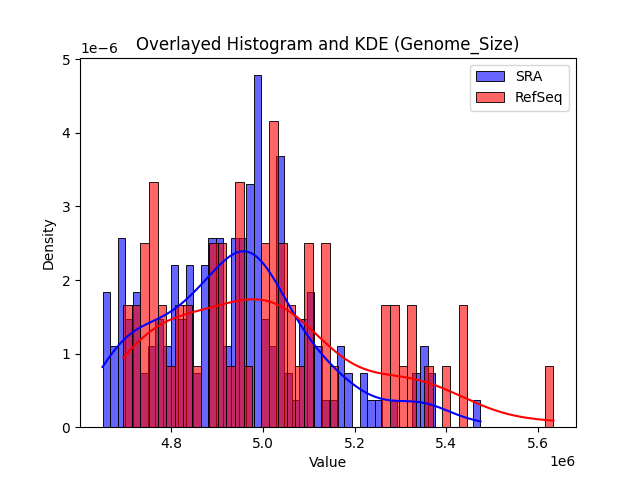 Overlayed Histogram and KDE (Genome_Size)
1e−6
SRA
RefSeq
5
4
3
2
1
0
Density
4.8
5.0
5.2
5.4
5.6
Value
1e6